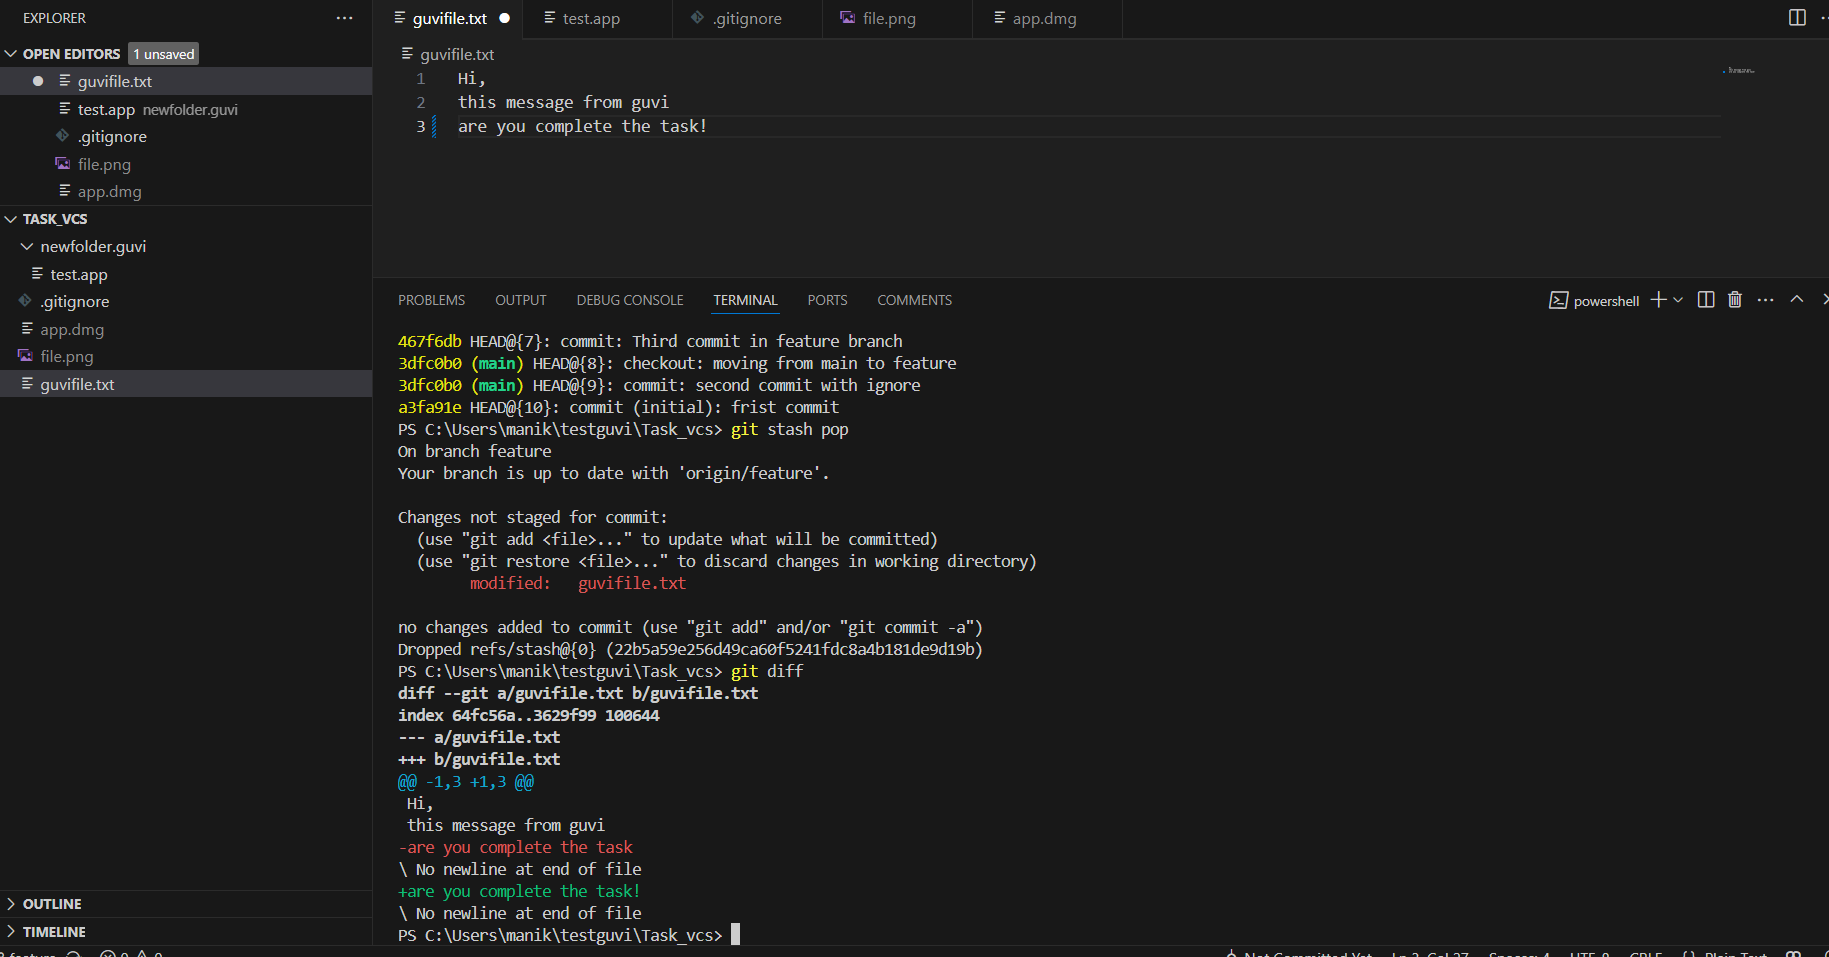 EXPLORER
OPEN EDITORS 1 unsaved
guvifile.txt
test.app newfolder.guvi
.gitignore
file.png
app.dmg
TASK_VCS
newfolder.guvi
test.app
.gitignore
app.dmg
file.png
guvifile.txt
OUTLINE
TIMELINE
guvifile.txt test.app .gitignore file.png app.dmg
guvifile.txt
1 Hi,
2 this message from guvi
3 are you complete the task!
PROBLEMS OUTPUT DEBUG CONSOLE TERMINAL PORTS COMMENTS powershell
467f6db HEAD@{7}: commit: Third commit in feature branch
3dfc0b0 (main) HEAD@{8}: checkout: moving from main to feature
3dfc0b0 (main) HEAD@{9}: commit: second commit with ignore
a3fa91e HEAD@{10}: commit (initial): frist commit
PS C:\Users\manik\testguvi\Task_vcs> git stash pop
On branch feature
Your branch is up to date with 'origin/feature'.
Changes not staged for commit:
(use "git add <file>..." to update what will be committed)
(use "git restore <file>..." to discard changes in working directory)
modified: guvifile.txt
no changes added to commit (use "git add" and/or "git commit -a")
Dropped refs/stash@{0} (22b5a59e256d49ca60f5241fdc8a4b181de9d19b)
PS C:\Users\manik\testguvi\Task_vcs> git diff
diff --git a/guvifile.txt b/guvifile.txt
index 64fc56a..3629f99 100644
--- a/guvifile.txt
+++ b/guvifile.txt
@@ -1,3 +1,3 @@
Hi,
this message from guvi
-are you complete the task
\ No newline at end of file
+are you complete the task!
\ No newline at end of file
PS C:\Users\manik\testguvi\Task_vcs>